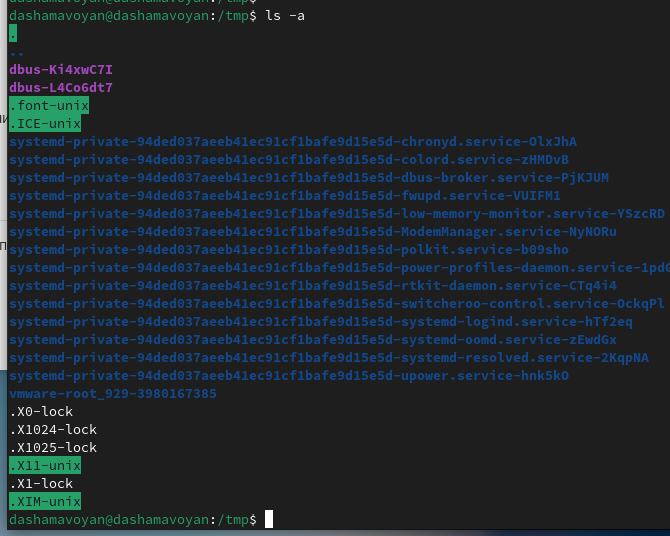 dashamavoyan@dashamavoyan:/tmp$
dashamavoyan@dashamavoyan:/tmp$ ls -a
.
..
dbus-Ki4xwC7I
dbus-L4Co6dt7
.font-unix
.ICE-unix
systemd-private-94ded037aeeb41ec91cf1bafe9d15e5d-chronyd.service-OlxJhA
systemd-private-94ded037aeeb41ec91cf1bafe9d15e5d-colord.service-zHMDvB
systemd-private-94ded037aeeb41ec91cf1bafe9d15e5d-dbus-broker.service-PjKJUM
systemd-private-94ded037aeeb41ec91cf1bafe9d15e5d-fwupd.service-VUIFM1
systemd-private-94ded037aeeb41ec91cf1bafe9d15e5d-low-memory-monitor.service-YSzcRD
systemd-private-94ded037aeeb41ec91cf1bafe9d15e5d-ModemManager.service-NyNORu
systemd-private-94ded037aeeb41ec91cf1bafe9d15e5d-polkit.service-b09sho
systemd-private-94ded037aeeb41ec91cf1bafe9d15e5d-power-profiles-daemon.service-1pd
systemd-private-94ded037aeeb41ec91cf1bafe9d15e5d-rtkit-daemon.service-CTq4i4
systemd-private-94ded037aeeb41ec91cf1bafe9d15e5d-switcheroo-control.service-OckqPl
systemd-private-94ded037aeeb41ec91cf1bafe9d15e5d-systemd-logind.service-hTf2eq
systemd-private-94ded037aeeb41ec91cf1bafe9d15e5d-systemd-oomd.service-zEwdGx
systemd-private-94ded037aeeb41ec91cf1bafe9d15e5d-systemd-resolved.service-2KqpNA
systemd-private-94ded037aeeb41ec91cf1bafe9d15e5d-upower.service-hnk5kO
vmware-root_929-3980167385
.X0-lock
.X1024-lock
.X1025-lock
.X11-unix
.X1-lock
.XIM-unix
dashamavoyan@dashamavoyan:/tmp$